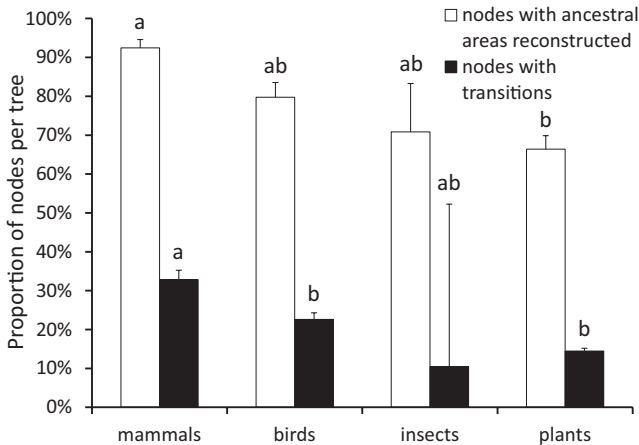 nodes with ancestral
areas reconstructed
nodes with
transitions
Proportion of nodes per tree
100%
90%
80%
70%
60%
50%
40%
30%
20%
10%
0%
a
a
ab
b
ab
ab
b
b
mammals birds insects plants